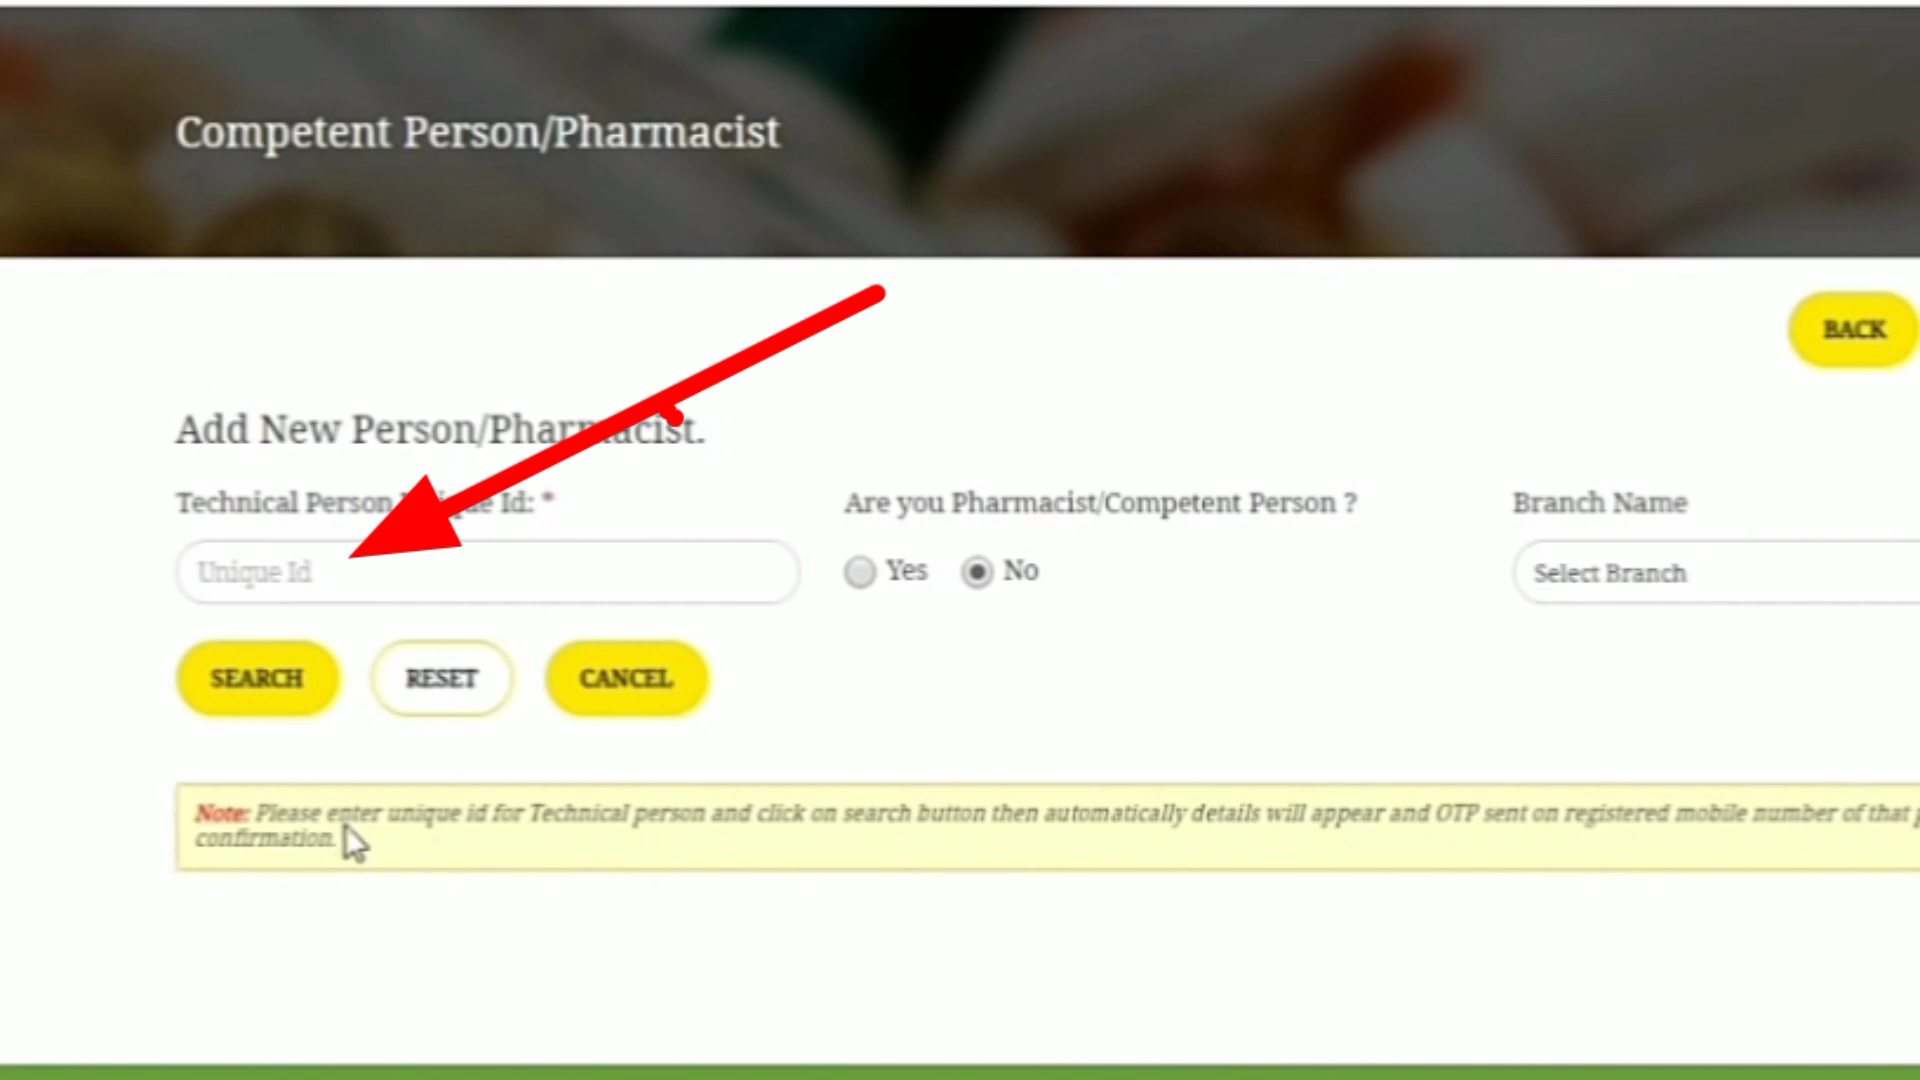 Competent Person/Pharmacist
BACK
Add New Person/Pharmacist.
Technical Person Unique Id: *
Are you Pharmacist/Competent Person ?
Branch Name
Unique Id
Yes
No
Select Branch
SEARCH
RESET
CANCEL
Note: Please enter unique id for Technical person and click on search button then automatically details will appear and OTP sent on registered mobile number of that
confirmation.